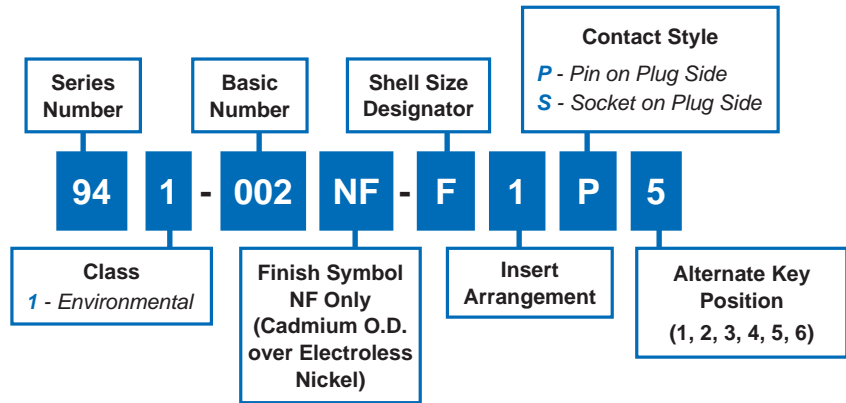 Contact Style
P - Pin on Plug Side
S - Socket on Plug Side
Series
Number
Basic
Number
Shell Size
Designator
94 1 - 002 NF - F 1 P 5
Class
1 - Environmental
Finish Symbol
NF Only
(Cadmium O.D.
over Electroless
Nickel)
Insert
Arrangement
Alternate Key
Position
(1, 2, 3, 4, 5, 6)